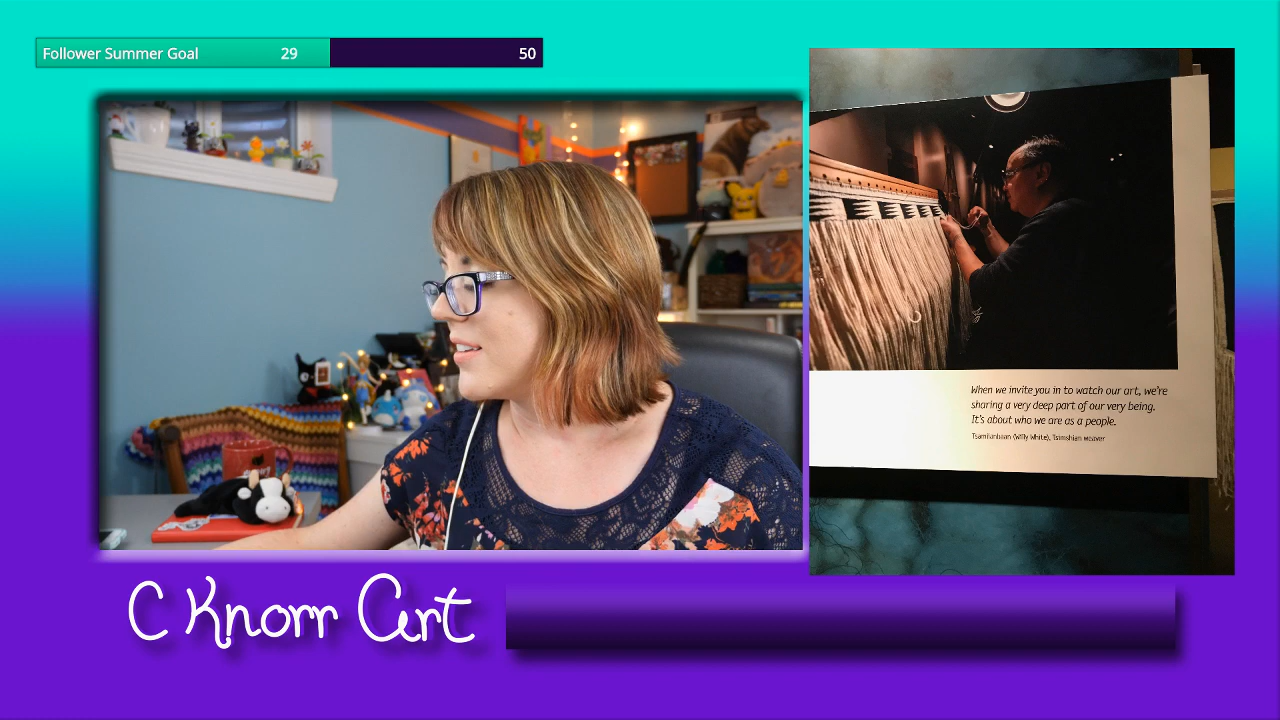 Follower Summer Goal 29 50
When we invite you in to watch our art, we're
sharing a very deep part of our very being.
It's about who we are as a people.
Tsamiianbaan (Willy White), Tsimshian weaver
C Knorr Art